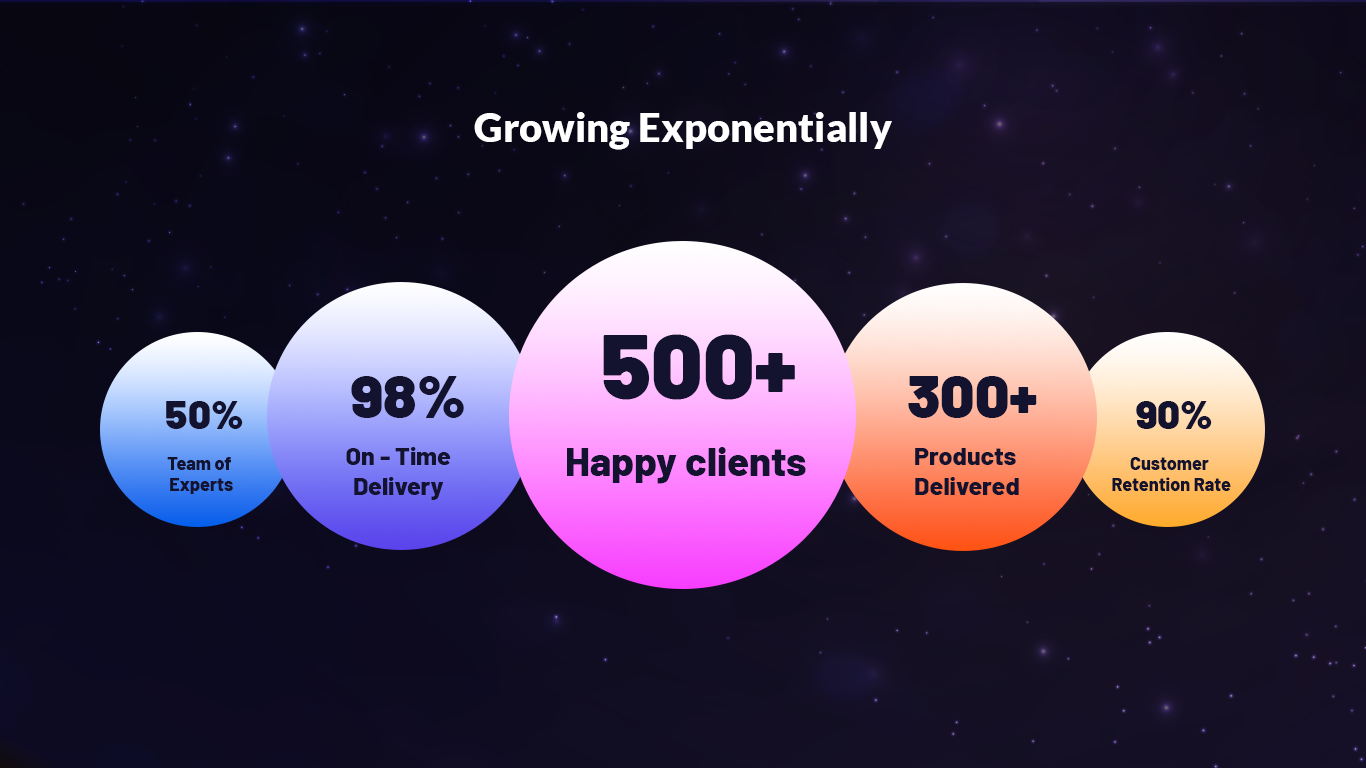 Growing Exponentially
50%
Team of
Experts
98%
On - Time
Delivery
500+
Happy clients
300+
Products
Delivered
90%
Customer
Retention Rate